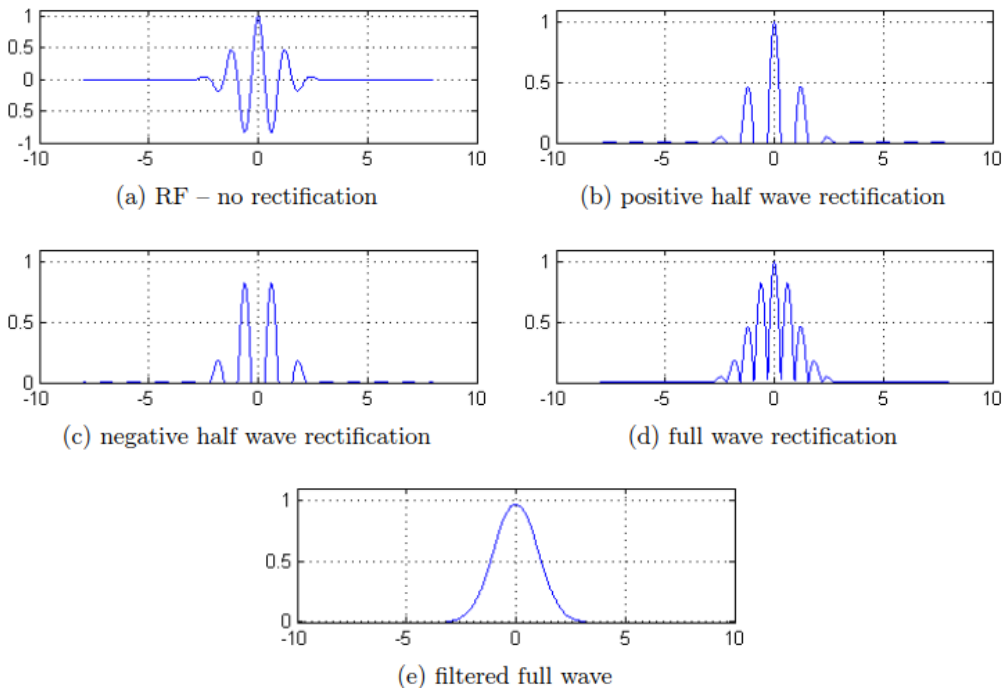 1
0.5
0
0.5
-1
-10 -5 0 5 10
(a) RF – no rectification
1
0.5
0
-10 -5 0 5 10
(b) positive half wave rectification
1
0.5
0
-10 -5 0 5 10
(c) negative half wave rectification
1
0.5
0
-10 -5 0 5 10
(d) full wave rectification
1
0.5
0
-10 -5 0 5 10
(e) filtered full wave